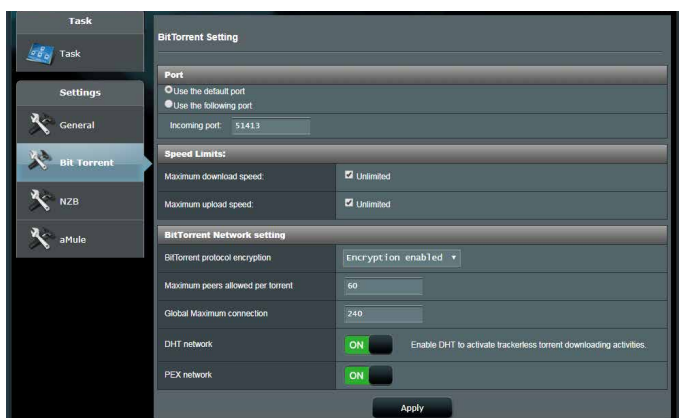 Task
Task
Settings
General
Bit Torrent
NZB
aMule
BitTorrent Setting
Port
Use the default port
Use the following port
Incoming port: 51413
Speed Limits:
Maximum download speed: Unlimited
Maximum upload speed: Unlimited
BitTorrent Network setting
BitTorrent protocol encryption Encryption enabled
Maximum peers allowed per torrent 60
Global Maximum connection 240
DHT network ON Enable DHT to activate trackerless torrent downloading activities.
PEX network ON
Apply